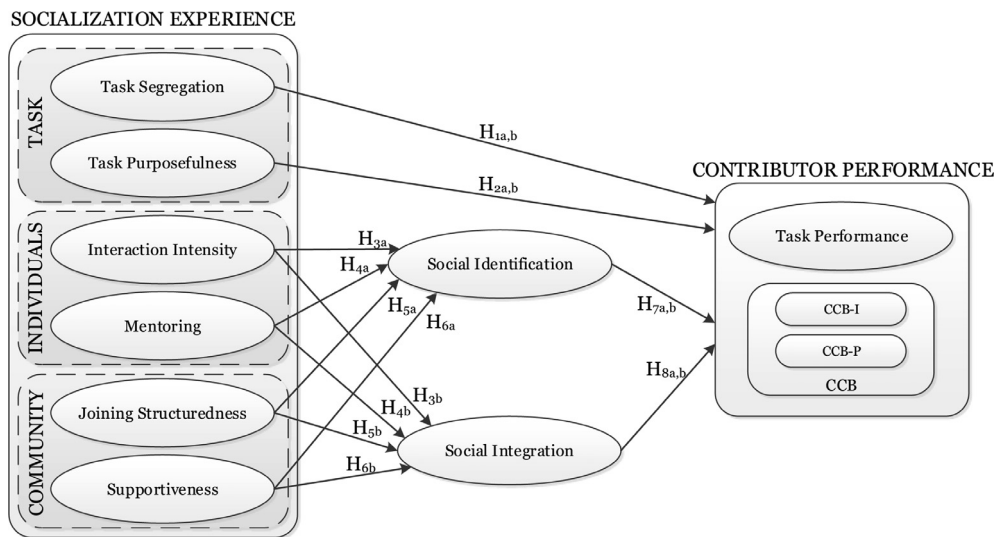 SOCIALIZATION EXPERIENCE
TASK
Task Segregation
Task Purposefulness
INDIVIDUALS
Interaction Intensity
Mentoring
COMMUNITY
Joining Structuredness
Supportiveness
H1a,b
H2a,b
H3a
H4a
H5a
H6a
H3b
H4b
H5b
H6b
Social Identification
Social Integration
H7a,b
H8a,b
CONTRIBUTOR PERFORMANCE
Task Performance
CCB-I
CCB-P
CCB